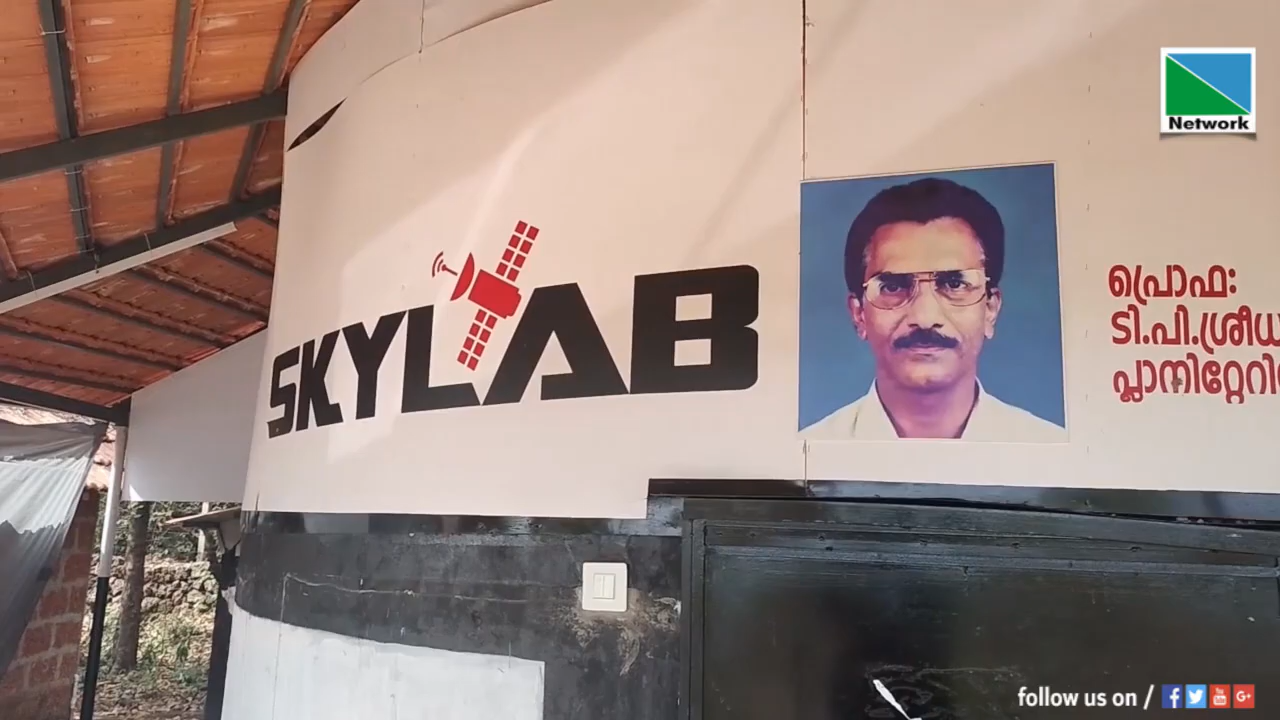 Network
SKYLAB
പ്രൊഫ:
ടി.പി.ശ്രീധ
പ്ലാനിറ്റേറി
follow us on /